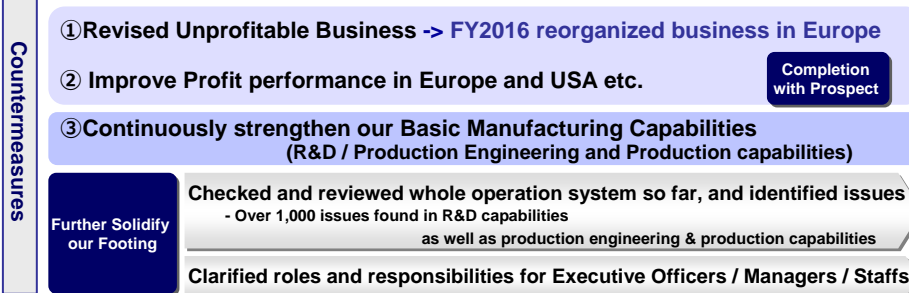 Countermeasures
①Revised Unprofitable Business -> FY2016 reorganized business in Europe
② Improve Profit performance in Europe and USA etc.
Completion
with Prospect
③Continuously strengthen our Basic Manufacturing Capabilities
(R&D / Production Engineering and Production capabilities)
Further Solidify
our Footing
Checked and reviewed whole operation system so far, and identified issues
- Over 1,000 issues found in R&D capabilities
as well as production engineering & production capabilities
Clarified roles and responsibilities for Executive Officers / Managers / Staffs